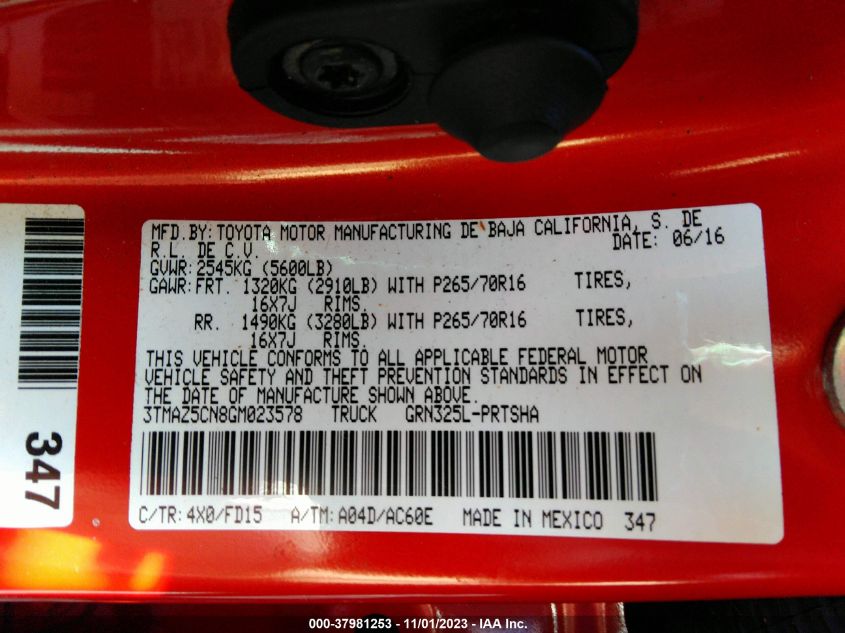 MFD.BY: TOYOTA MOTOR MANUFACTURING DE BAJA CALIFORNIA, S. DE
R.L. DE C.V.
DATE: 06/16
GVWR: 2545KG (5600LB)
GAWR: FRT. 1320KG (2910LB) WITH P265/70R16 TIRES,
16X7J RIMS.
RR. 1490KG (3280LB) WITH P265/70R16 TIRES,
16X7J RIMS.
THIS VEHICLE CONFORMS TO ALL APPLICABLE FEDERAL MOTOR
VEHICLE SAFETY AND THEFT PREVENTION STANDARDS IN EFFECT ON
THE DATE OF MANUFACTURE SHOWN ABOVE.
3TMAZ5CN8GM023578 TRUCK GRN325L-PRTSHA
C/TR: 4X0/FD15 A/TM: A04D/AC60E MADE IN MEXICO 347
347
000-37981253 - 11/01/2023 - IAA Inc.